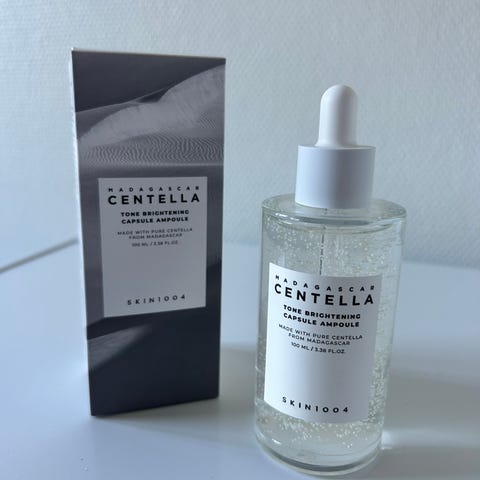 MADAGASCAR
CENTELLA
TONE BRIGHTENING
CAPSULE AMPOULE
MADE WITH PURE CENTELLA
FROM MADAGASCAR
100 ML / 3.38 FL.OZ.
SKIN1004
MADAGASCAR
CENTELLA
TONE BRIGHTENING
CAPSULE AMPOULE
MADE WITH PURE CENTELLA
FROM MADAGASCAR
100 ML / 3.38 FL.OZ.
SKIN1004